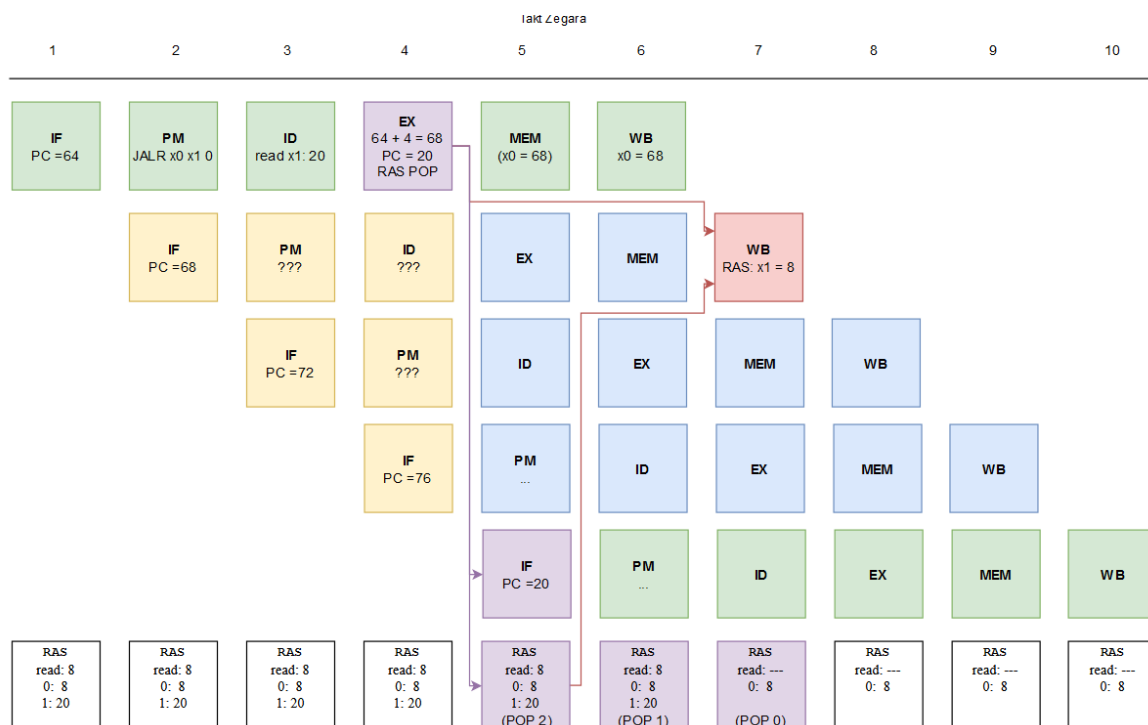 Takt Zegara
1 2 3 4 5 6 7 8 9 10
IF
PC =64
PM
JALR x0 x1 0
ID
read x1: 20
EX
64 + 4 = 68
PC = 20
RAS POP
MEM
(x0 = 68)
WB
x0 = 68
IF
PC =68
PM
???
ID
???
EX
MEM
WB
RAS: x1 = 8
IF
PC =72
PM
???
ID
EX
MEM
WB
IF
PC =76
PM
...
ID
EX
MEM
WB
IF
PC =20
PM
...
ID
EX
MEM
WB
RAS
read: 8
0: 8
1: 20
RAS
read: 8
0: 8
1: 20
RAS
read: 8
0: 8
1: 20
RAS
read: 8
0: 8
1: 20
RAS
read: 8
0: 8
1: 20
(POP 2)
RAS
read: 8
0: 8
1: 20
(POP 1)
RAS
read: ---
0: 8
(POP 0)
RAS
read: ---
0: 8
RAS
read: ---
0: 8
RAS
read: ---
0: 8